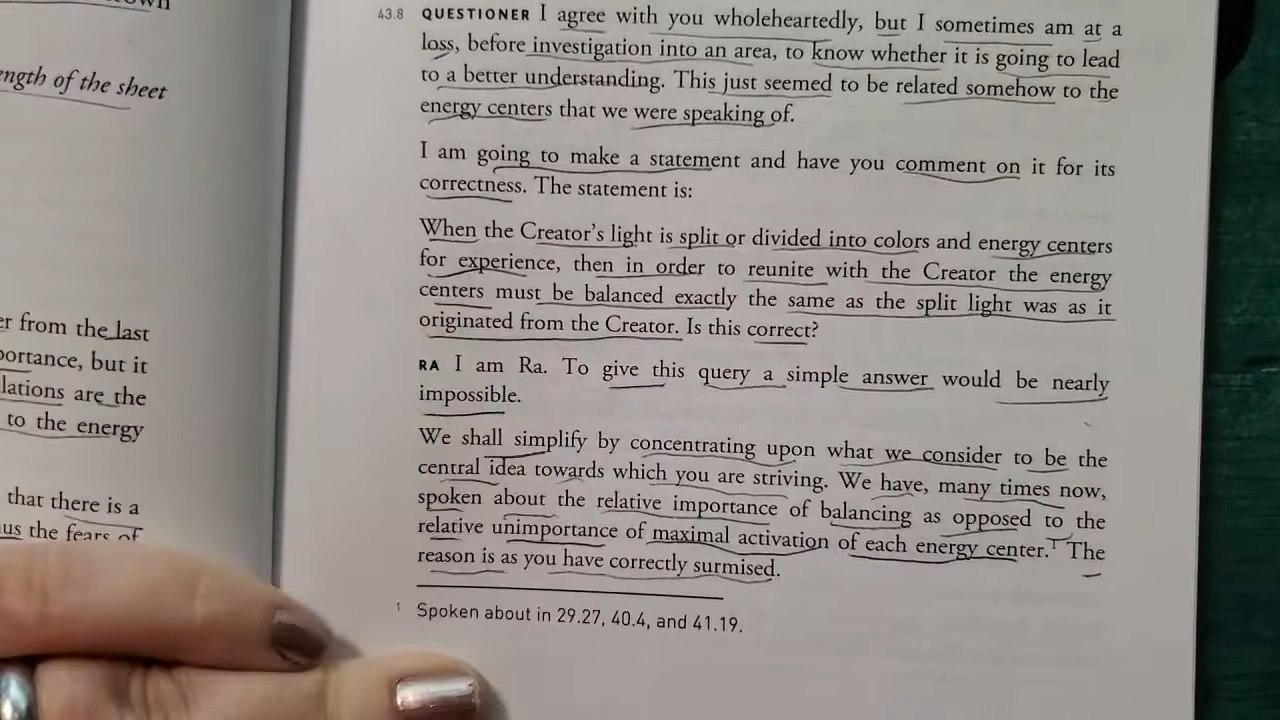 ength of the sheet
er from the last
portance, but it
lations are the
to the energy
that there is a
us the fears of
43.8 QUESTIONER I agree with you wholeheartedly, but I sometimes am at a
loss, before investigation into an area, to know whether it is going to lead
to a better understanding. This just seemed to be related somehow to the
energy centers that we were speaking of.
I am going to make a statement and have you comment on it for its
correctness. The statement is:
When the Creator's light is split or divided into colors and energy centers
for experience, then in order to reunite with the Creator the energy
centers must be balanced exactly the same as the split light was as it
originated from the Creator. Is this correct?
RA I am Ra. To give this query a simple answer would be nearly
impossible.
We shall simplify by concentrating upon what we consider to be the
central idea towards which you are striving. We have, many times now,
spoken about the relative importance of balancing as opposed to the
relative unimportance of maximal activation of each energy center.¹ The
reason is as you have correctly surmised.
¹ Spoken about in 29.27, 40.4, and 41.19.